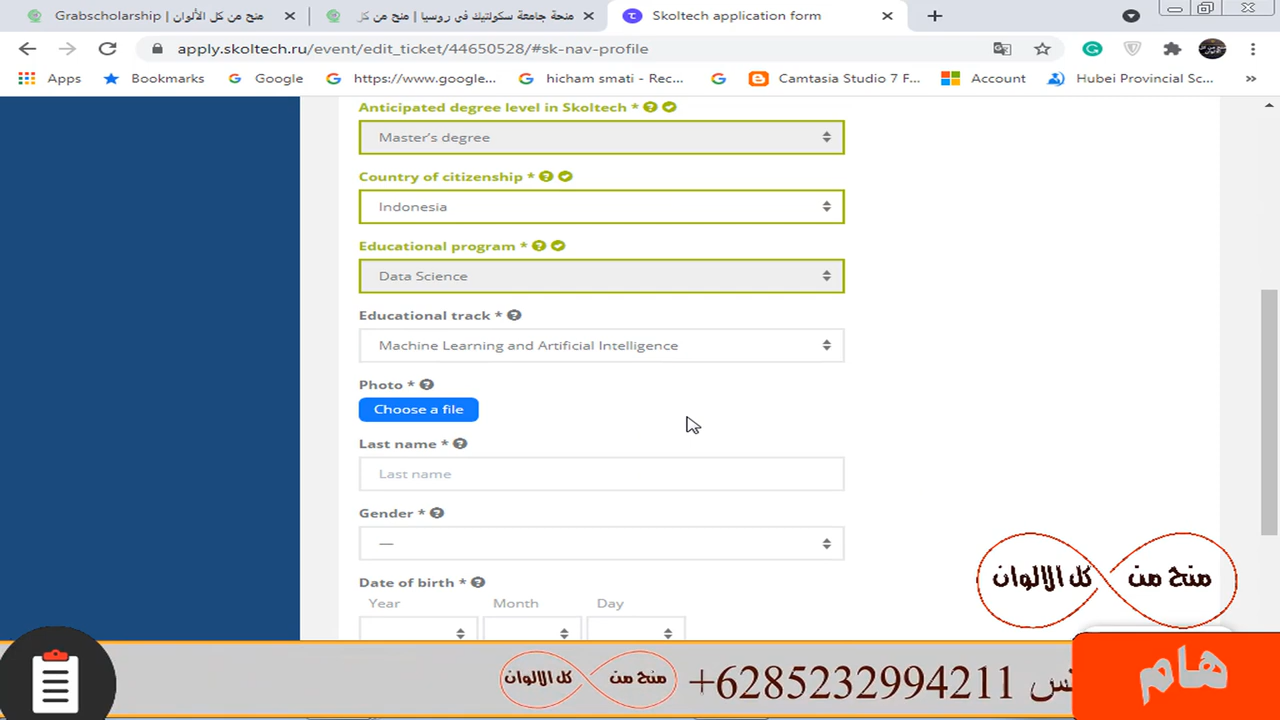 Grabscholarship | منح من كل الألوان
منحة جامعة سكولتيك في روسيا | منح من كل
Skoltech application form
apply.skoltech.ru/event/edit_ticket/44650528/#sk-nav-profile
Apps
Bookmarks
Google
https://www.google...
hicham smati - Rec...
Camtasia Studio 7 F...
Account
Hubei Provincial Sc...
»
Anticipated degree level in Skoltech *
Master's degree
Country of citizenship *
Indonesia
Educational program *
Data Science
Educational track *
Machine Learning and Artificial Intelligence
Photo *
Choose a file
Last name *
Last name
Gender *
—
Date of birth *
Year Month Day
منح من كل الالوان
منح من كل الالوان
+6285232994211
هام